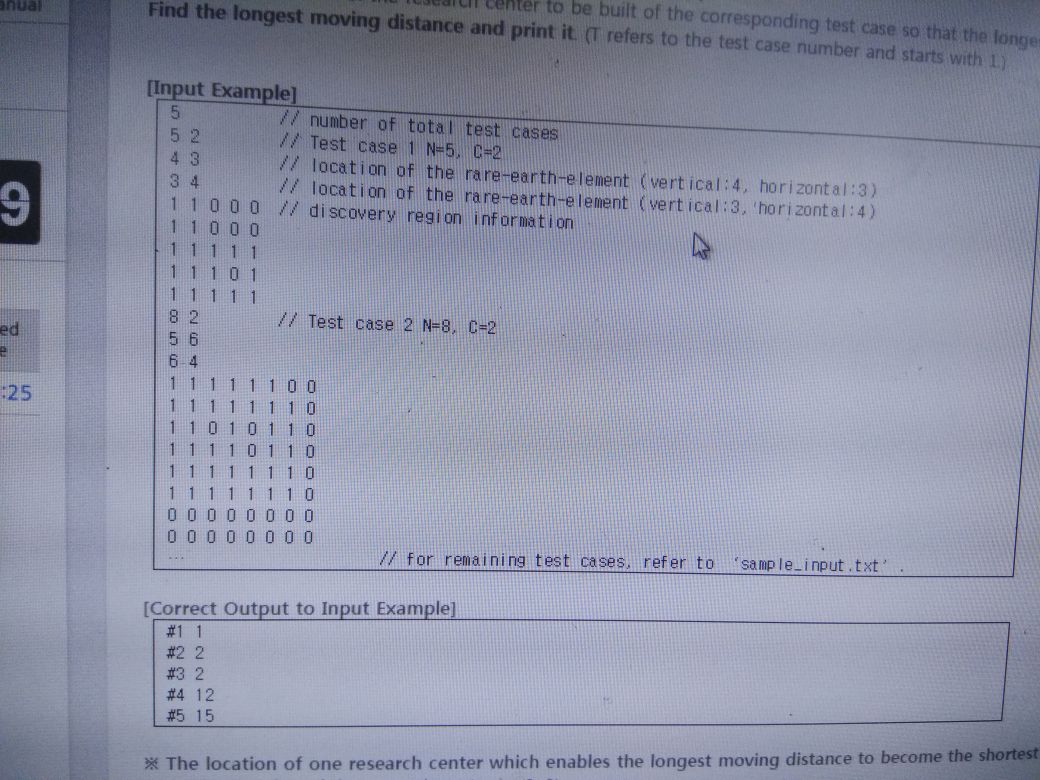 anual
center to be built of the corresponding test case so that the
Find the longest moving distance and print it. (T refers to the test case number and starts with 1.)
[Input Example]
5 // number of total test cases
5 2 // Test case 1 N=5, C=2
4 3 // location of the rare-earth-element (vertical:4, horizontal:3)
3 4 // location of the rare-earth-element (vertical:3, horizontal:4)
1 1 0 0 0 // discovery region information
1 1 0 0 0
1 1 1 1 1
1 1 1 0 1
1 1 1 1 1
8 2 // Test case 2 N=8, C=2
5 6
6 4
1 1 1 1 1 1 0 0
1 1 1 1 1 1 1 0
1 1 0 1 0 1 1 0
1 1 1 1 0 1 1 0
1 1 1 1 1 1 1 0
1 1 1 1 1 1 1 0
0 0 0 0 0 0 0 0
0 0 0 0 0 0 0 0
... // for remaining test cases, refer to 'sample_input.txt' .
[Correct Output to Input Example]
#1 1
#2 2
#3 2
#4 12
#5 15
※ The location of one research center which enables the longest moving distance to become the shortest
9
ed
e
:25